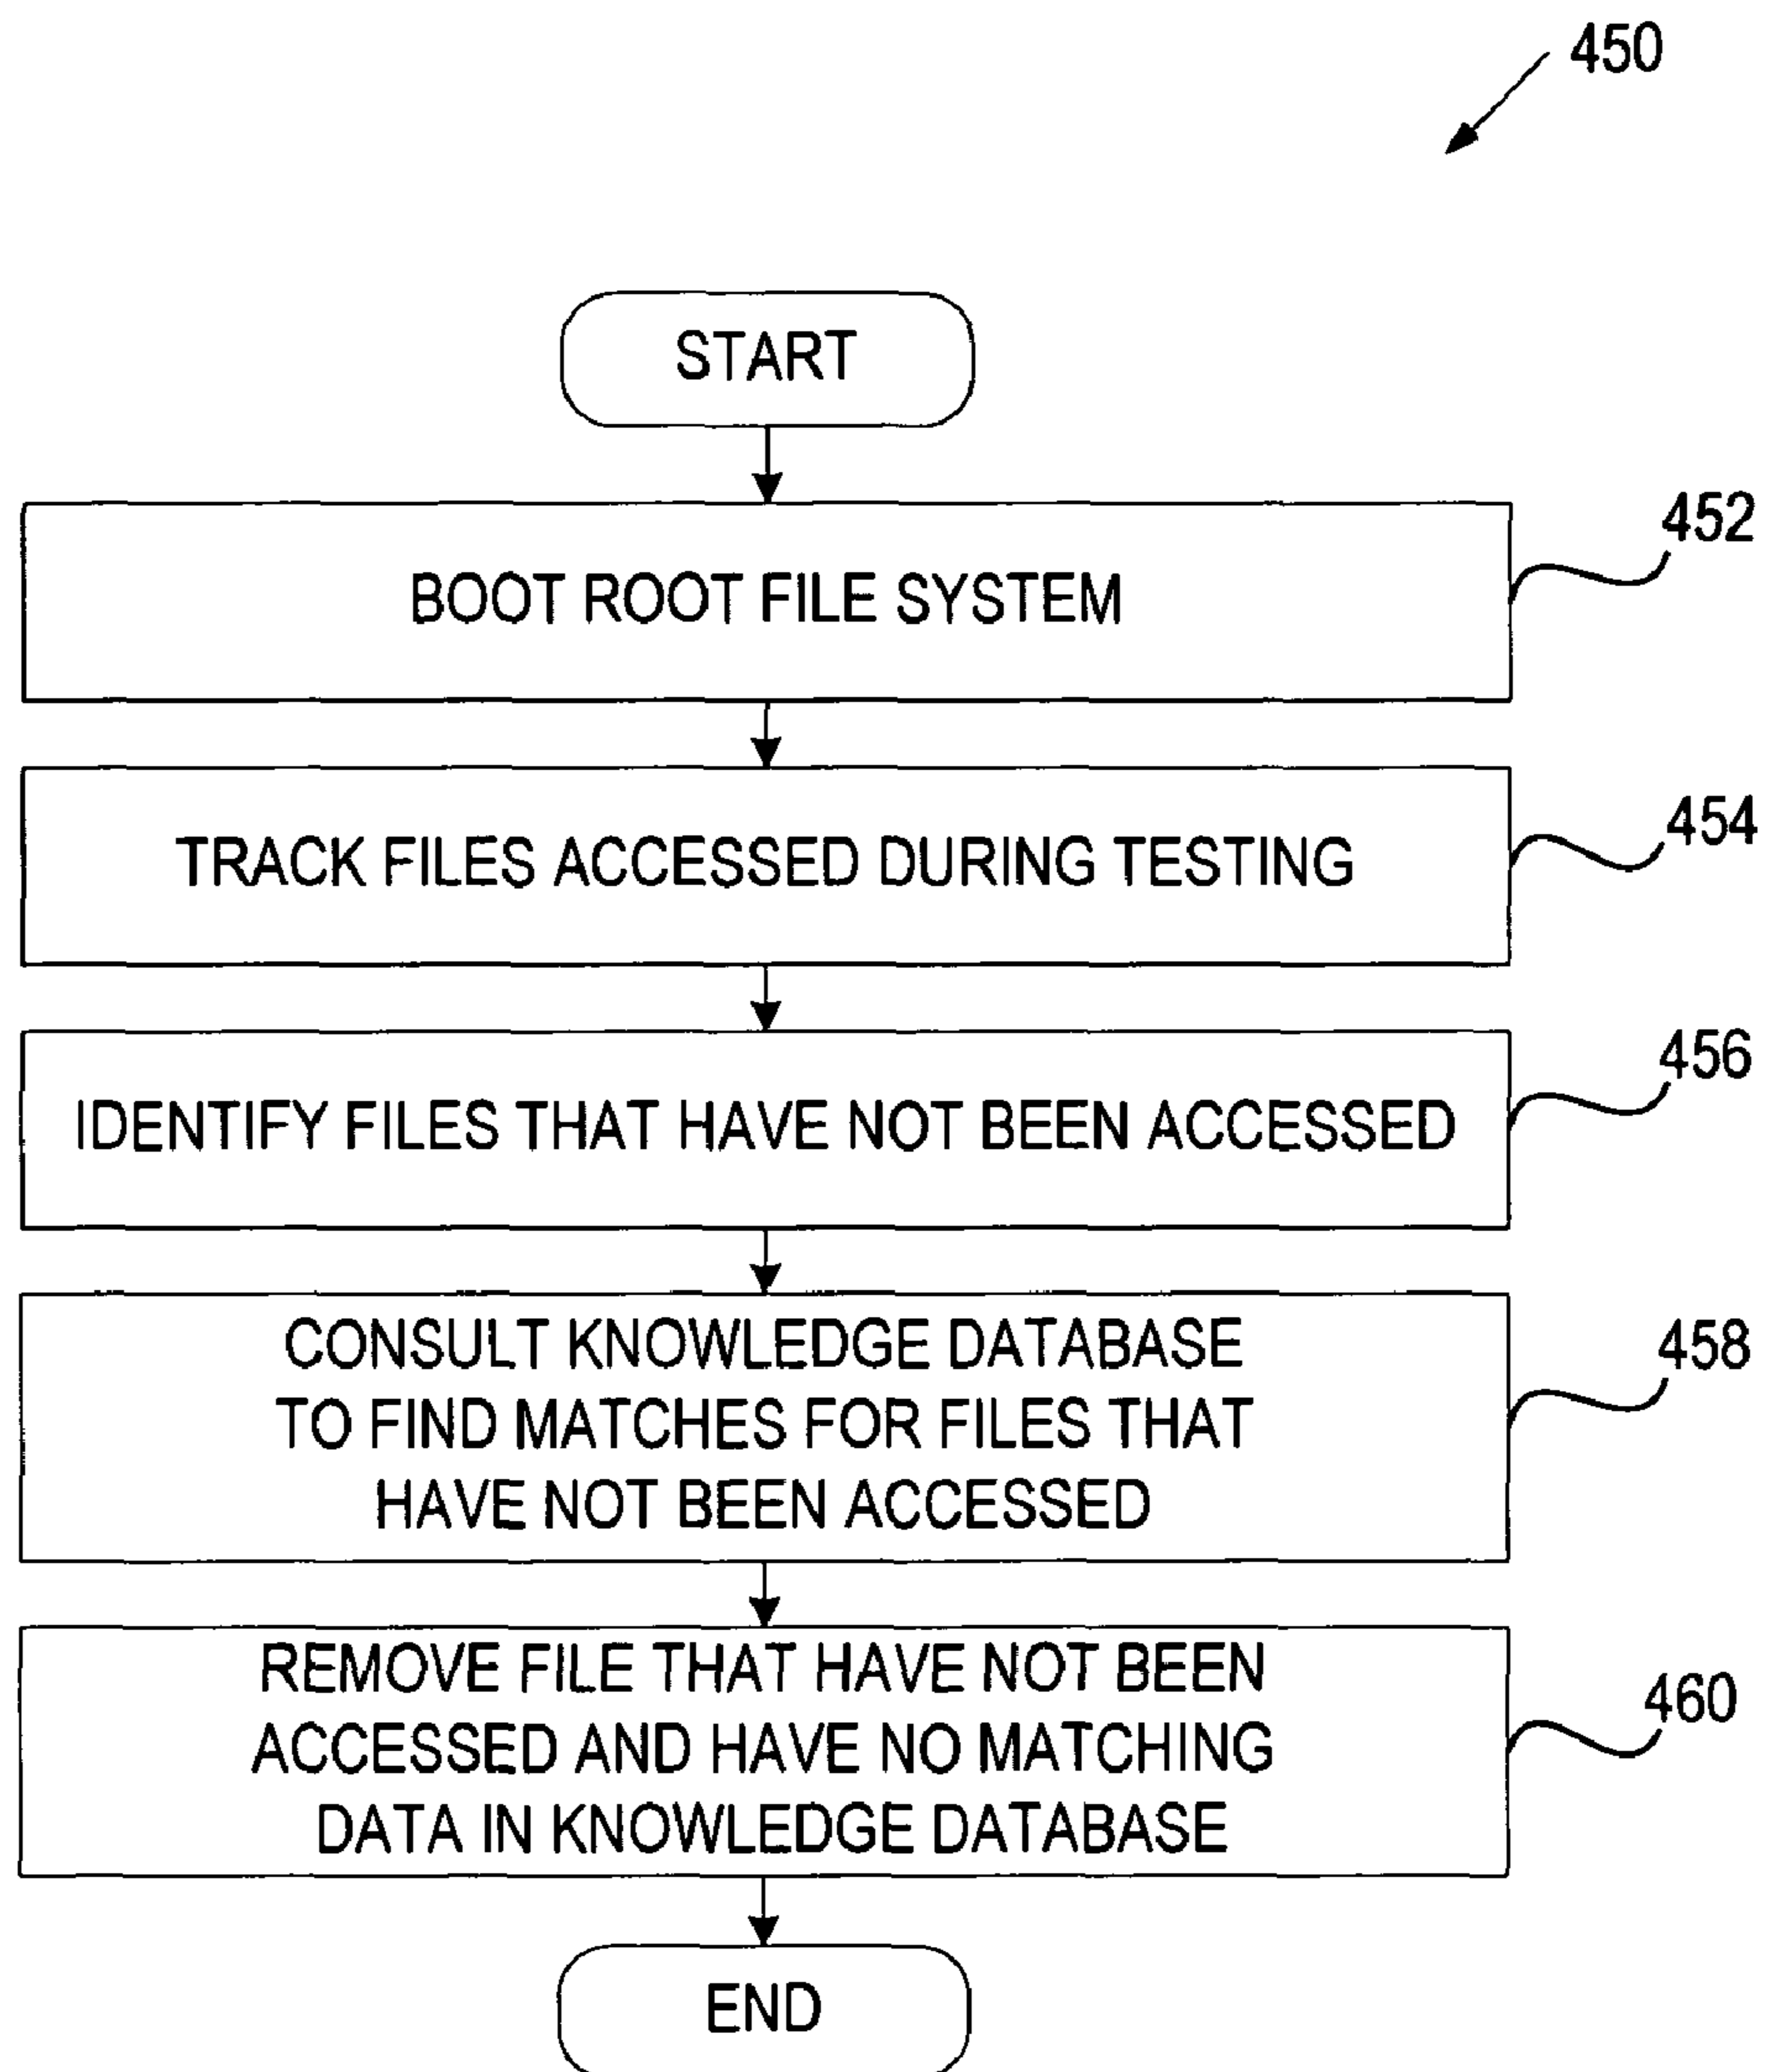 450
START
BOOT ROOT FILE SYSTEM
452
TRACK FILES ACCESSED DURING TESTING
454
IDENTIFY FILES THAT HAVE NOT BEEN ACCESSED
456
CONSULT KNOWLEDGE DATABASE
TO FIND MATCHES FOR FILES THAT
HAVE NOT BEEN ACCESSED
458
REMOVE FILE THAT HAVE NOT BEEN
ACCESSED AND HAVE NO MATCHING
DATA IN KNOWLEDGE DATABASE
460
END